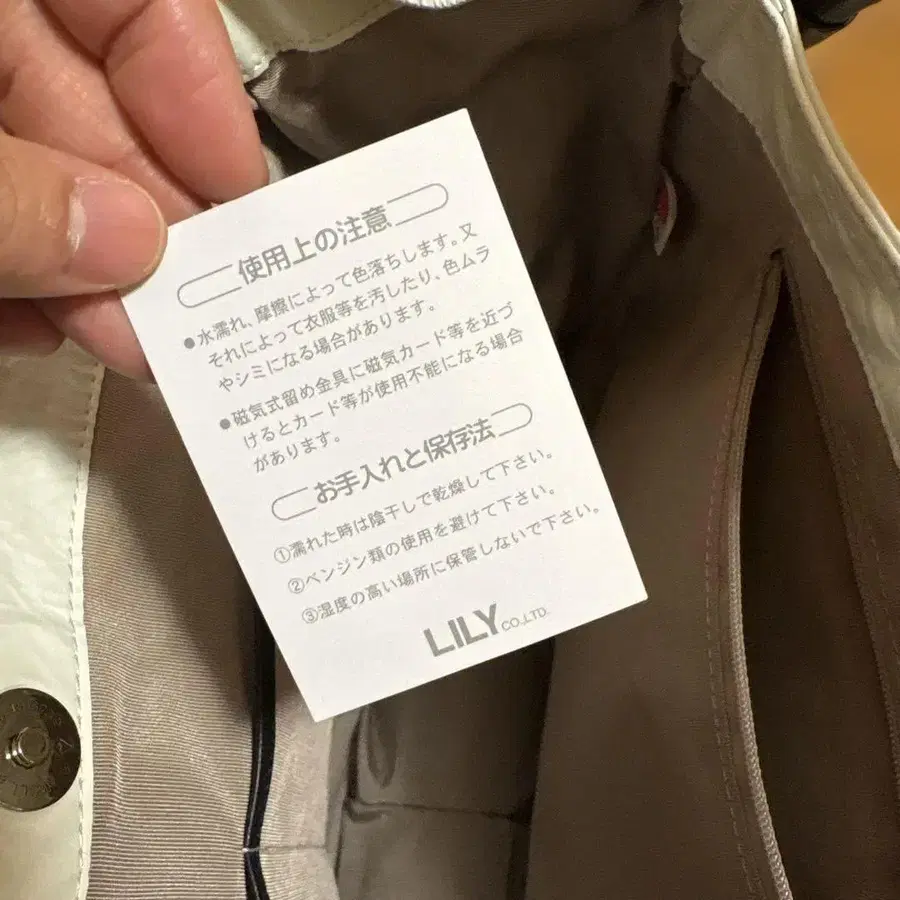 使用上の注意
●水濡れ、摩擦によって色落ちします。又
それによって衣服等を汚したり、色ムラ
やシミになる場合があります。
●磁気式留め金具に磁気カード等を近づ
けるとカード等が使用不能になる場合
があります。
お手入れと保存法
①濡れた時は陰干しで乾燥して下さい。
②ベンジン類の使用を避けて下さい。
③湿度の高い場所に保管しないで下さい。
LILY CO.,LTD.